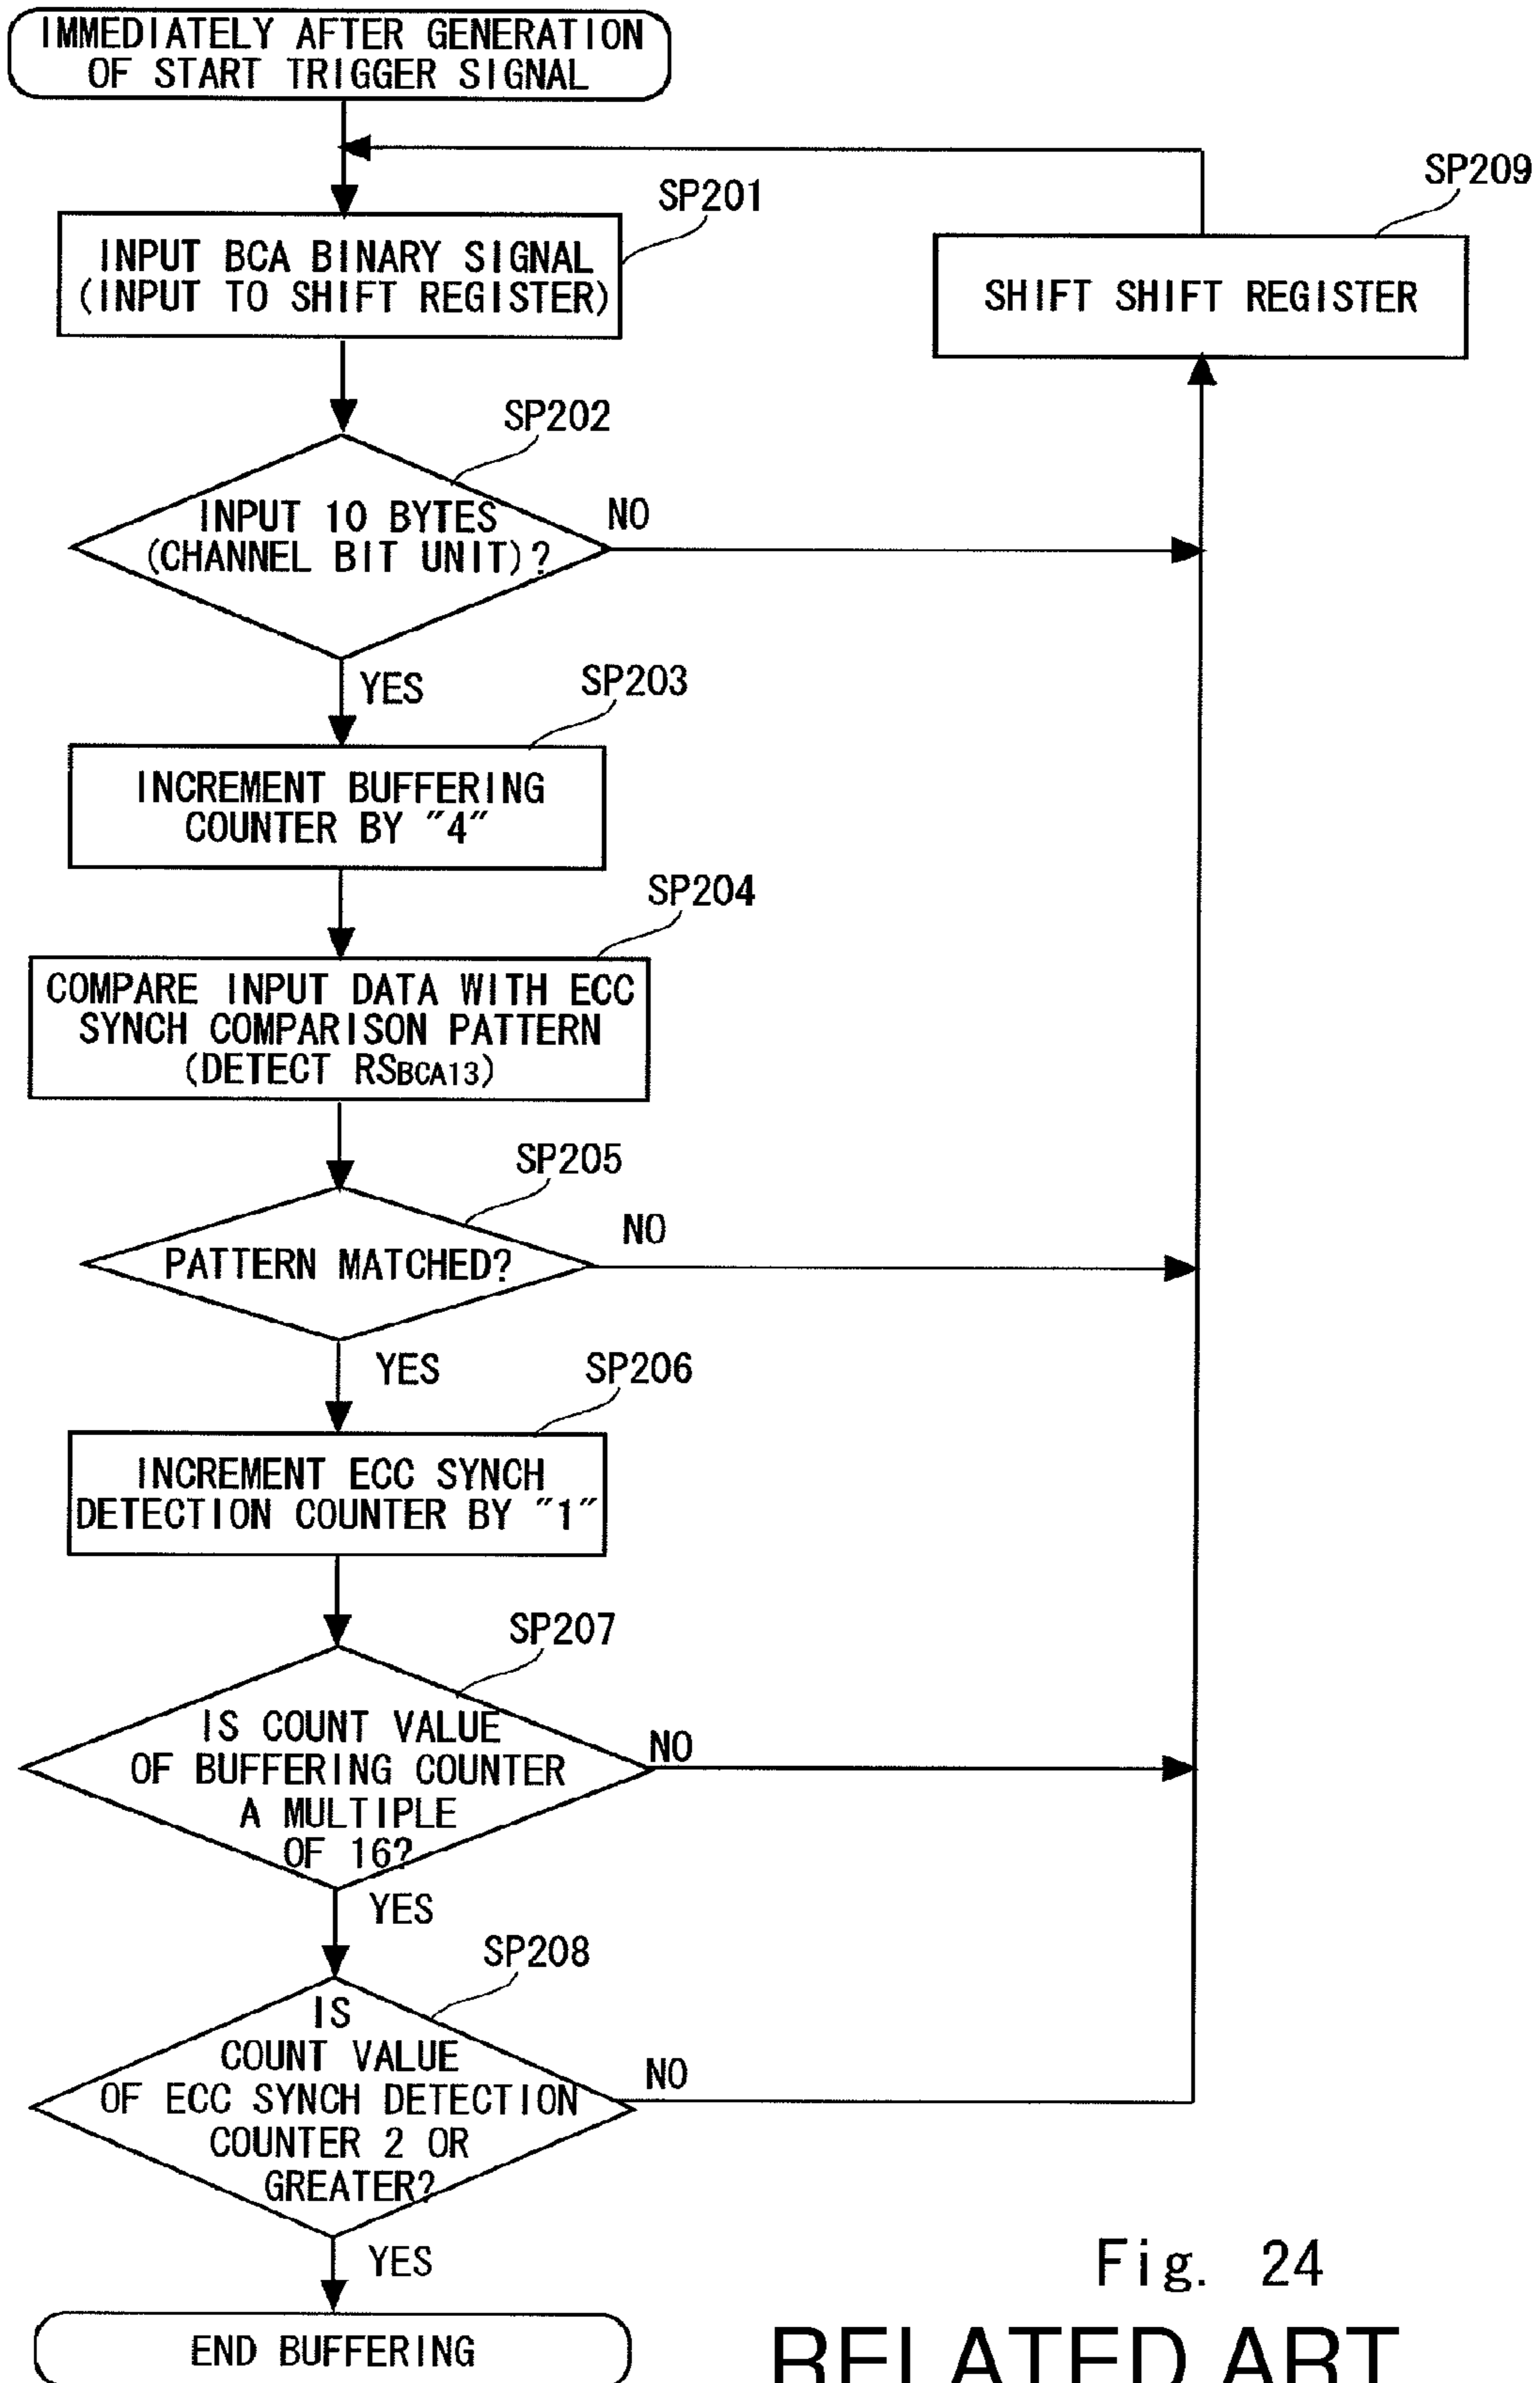 IMMEDIATELY AFTER GENERATION
OF START TRIGGER SIGNAL
SP201
INPUT BCA BINARY SIGNAL
(INPUT TO SHIFT REGISTER)
SP209
SHIFT SHIFT REGISTER
SP202
INPUT 10 BYTES
(CHANNEL BIT UNIT)?
NO
YES
SP203
INCREMENT BUFFERING
COUNTER BY "4"
SP204
COMPARE INPUT DATA WITH ECC
SYNCH COMPARISON PATTERN
(DETECT RSBCA13)
SP205
PATTERN MATCHED?
NO
YES
SP206
INCREMENT ECC SYNCH
DETECTION COUNTER BY "1"
SP207
IS COUNT VALUE
OF BUFFERING COUNTER
A MULTIPLE
OF 16?
NO
YES
SP208
IS
COUNT VALUE
OF ECC SYNCH DETECTION
COUNTER 2 OR
GREATER?
NO
YES
END BUFFERING
Fig. 24
RELATED ART